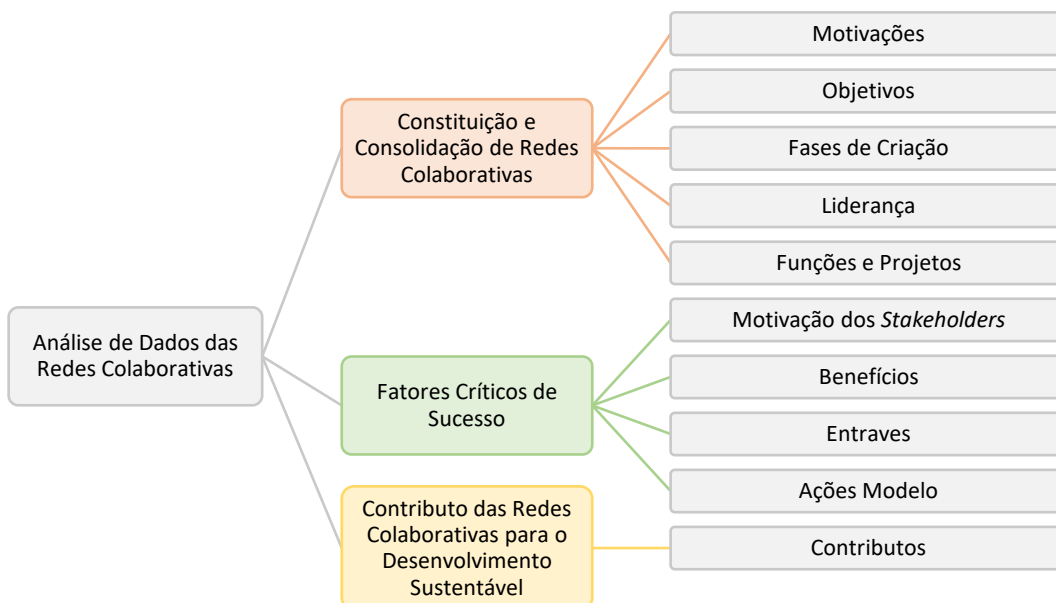 Análise de Dados das
Redes Colaborativas
Constituição e
Consolidação de Redes
Colaborativas
Motivações
Objetivos
Fases de Criação
Liderança
Funções e Projetos
Fatores Críticos de
Sucesso
Motivação dos Stakeholders
Benefícios
Entraves
Ações Modelo
Contributo das Redes
Colaborativas para o
Desenvolvimento
Sustentável
Contributos